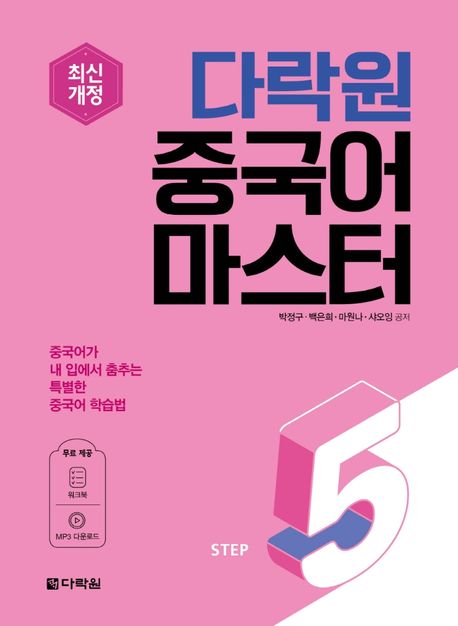 최신
개정
다락원
중국어
마스터
박정구·백은희·마원나·샤오잉 공저
중국어가
내 입에서 춤추는
특별한
중국어 학습법
무료 제공
워크북
MP3 다운로드
STEP
5
다락원